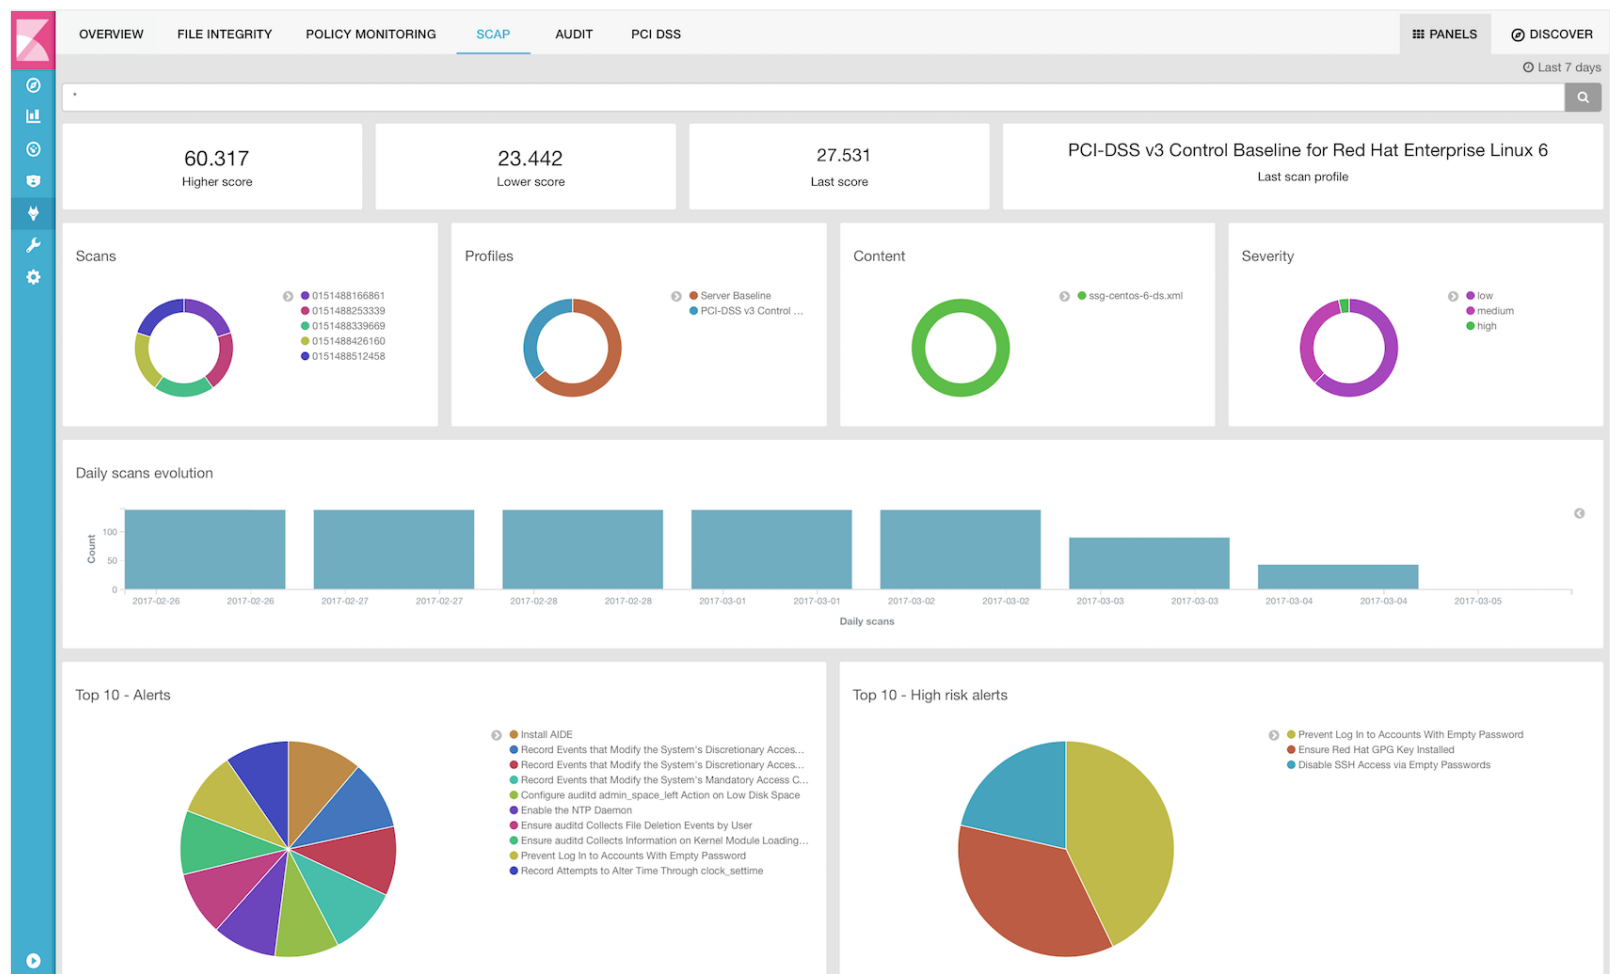 OVERVIEW FILE INTEGRITY POLICY MONITORING SCAP AUDIT PCI DSS PANELS DISCOVER
Last 7 days
*
60.317
Higher score
23.442
Lower score
27.531
Last score
PCI-DSS v3 Control Baseline for Red Hat Enterprise Linux 6
Last scan profile
Scans
0151488166861
0151488253339
0151488339669
0151488426160
0151488512458
Profiles
Server Baseline
PCI-DSS v3 Control ...
Content
ssg-centos-6-ds.xml
Severity
low
medium
high
Daily scans evolution
Count
100
50
0
2017-02-26 2017-02-26 2017-02-27 2017-02-27 2017-02-28 2017-02-28 2017-03-01 2017-03-01 2017-03-02 2017-03-02 2017-03-03 2017-03-03 2017-03-04 2017-03-04 2017-03-05
Daily scans
Top 10 - Alerts
Install AIDE
Record Events that Modify the System's Discretionary Acces...
Record Events that Modify the System's Discretionary Acces...
Record Events that Modify the System's Mandatory Access C...
Configure auditd admin_space_left Action on Low Disk Space
Enable the NTP Daemon
Ensure auditd Collects File Deletion Events by User
Ensure auditd Collects Information on Kernel Module Loading...
Prevent Log In to Accounts With Empty Password
Record Attempts to Alter Time Through clock_settime
Top 10 - High risk alerts
Prevent Log In to Accounts With Empty Password
Ensure Red Hat GPG Key Installed
Disable SSH Access via Empty Passwords